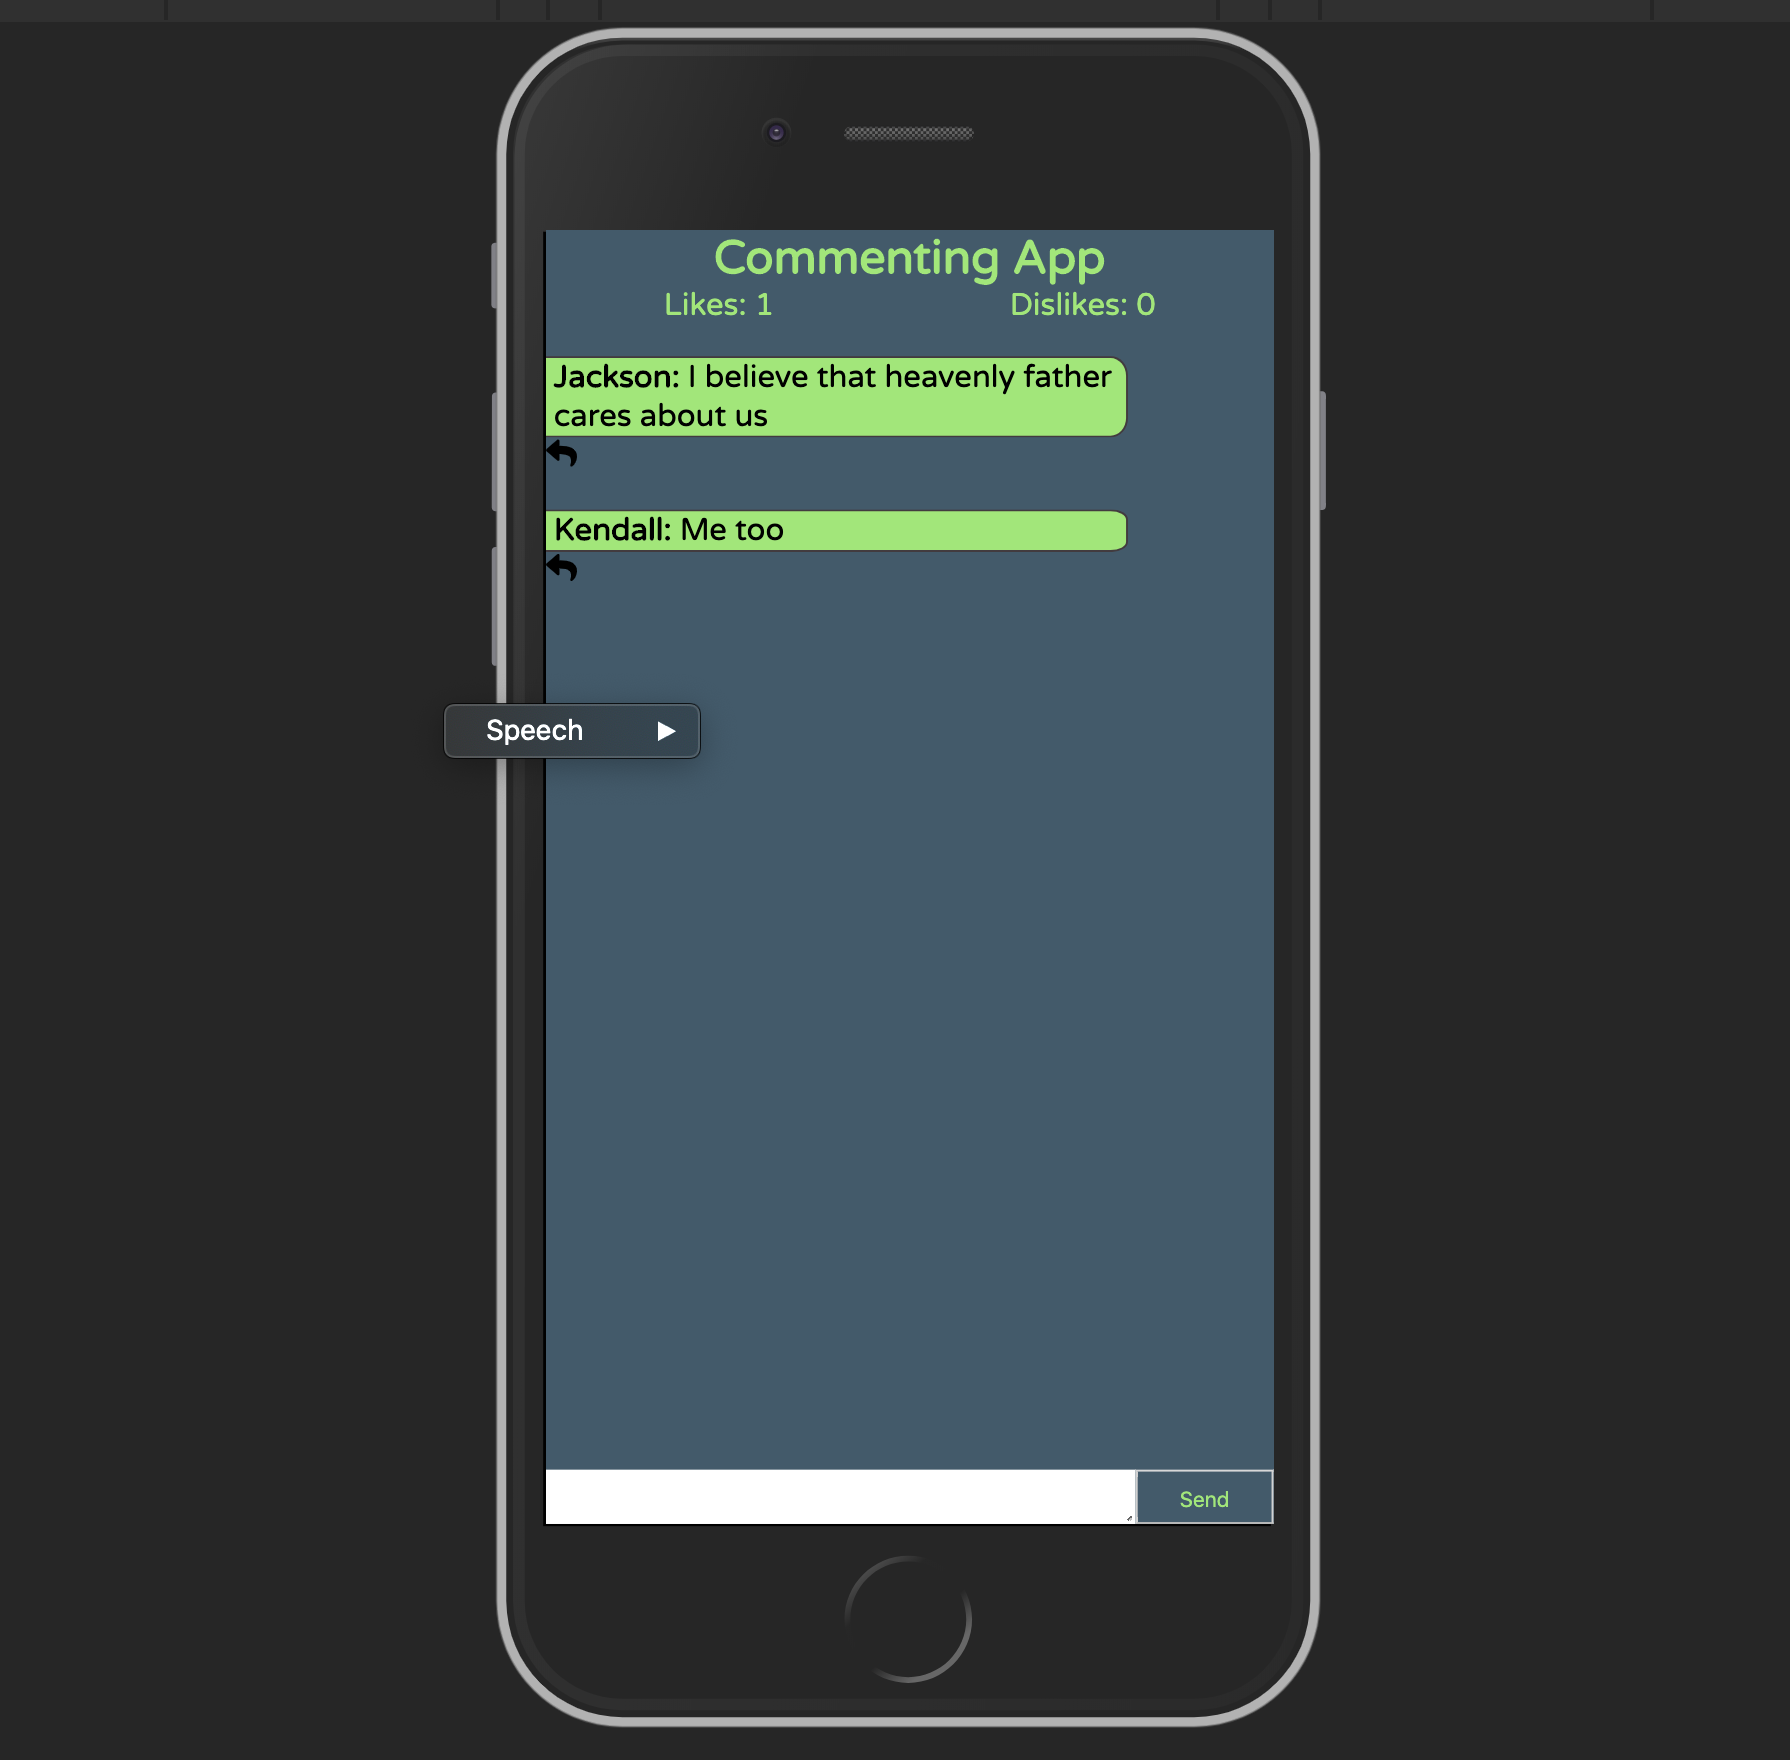 Commenting App
Likes: 1 Dislikes: 0
Jackson: I believe that heavenly father
cares about us
Kendall: Me too
Speech
Send